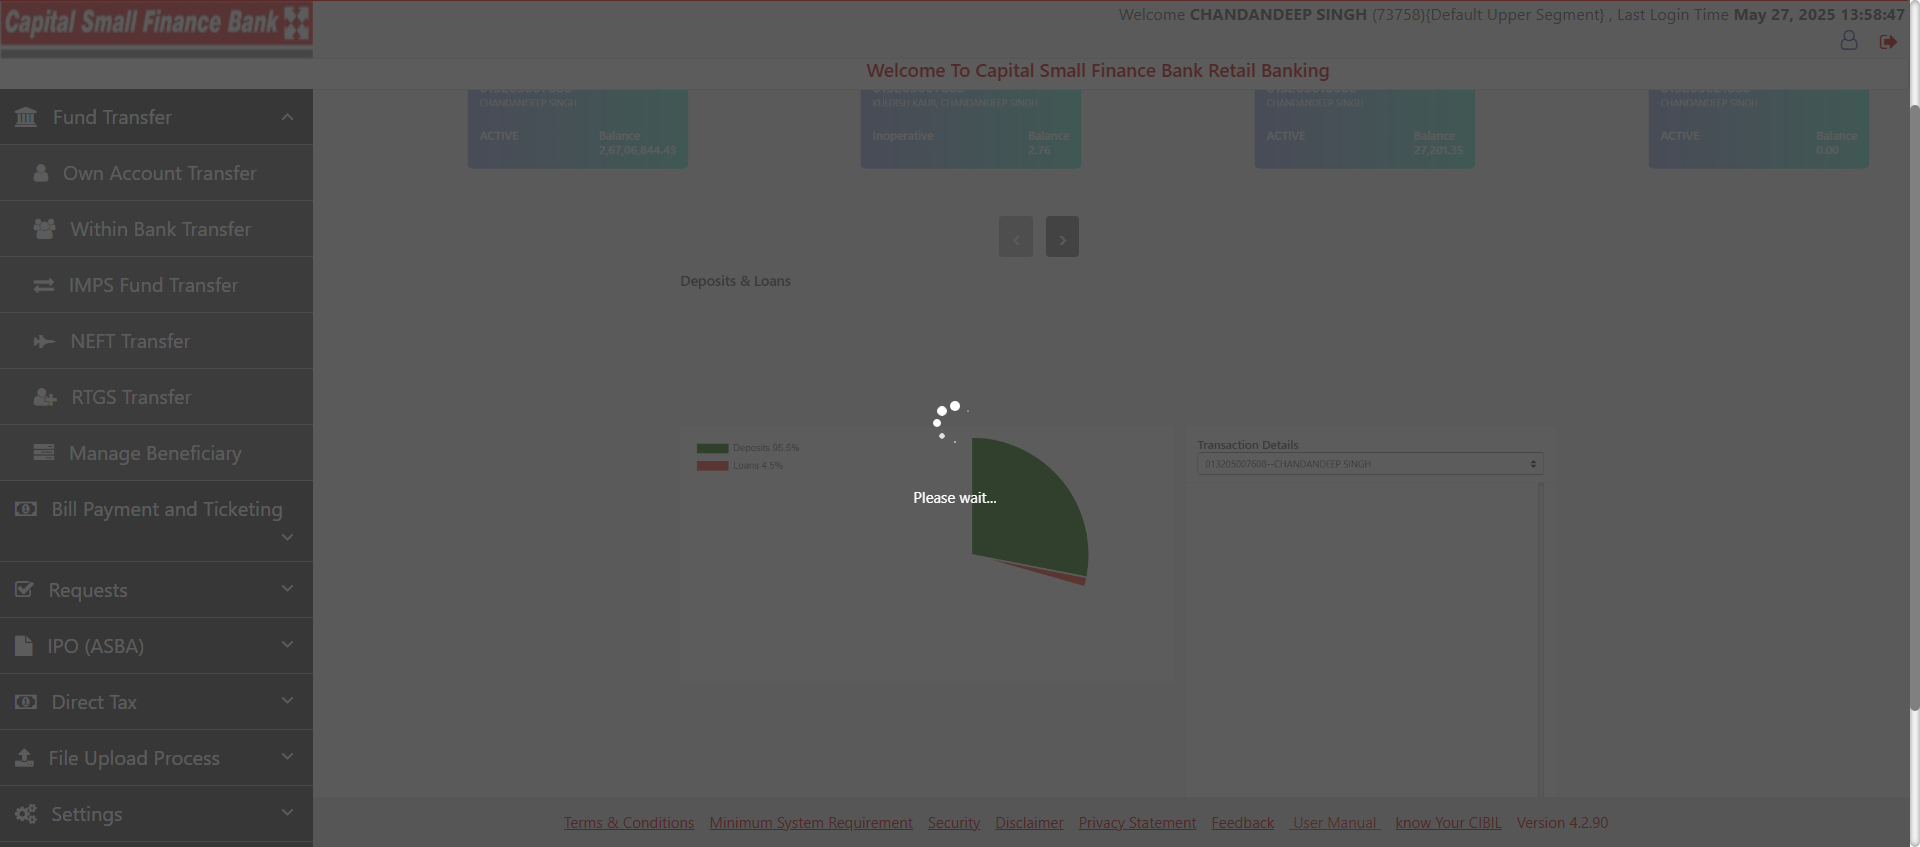 Capital Small Finance Bank
Welcome CHANDANDEEP SINGH (73758){Default Upper Segment} , Last Login Time May 27, 2025 13:58:47
Welcome To Capital Small Finance Bank Retail Banking
Fund Transfer
Own Account Transfer
Within Bank Transfer
IMPS Fund Transfer
NEFT Transfer
RTGS Transfer
Manage Beneficiary
Bill Payment and Ticketing
Requests
IPO (ASBA)
Direct Tax
File Upload Process
Settings
CHANDANDEEP SINGH
ACTIVE Balance
2,67,06,844.43
KULDISH KAUR, CHANDANDEEP SINGH
Inoperative Balance
2.76
CHANDANDEEP SINGH
ACTIVE Balance
27,201.35
CHANDANDEEP SINGH
ACTIVE Balance
0.00
Deposits & Loans
Deposits 95.5%
Loans 4.5%
Please wait...
Transaction Details
013205007600--CHANDANDEEP SINGH
Terms & Conditions Minimum System Requirement Security Disclaimer Privacy Statement Feedback User Manual know Your CIBIL Version 4.2.90